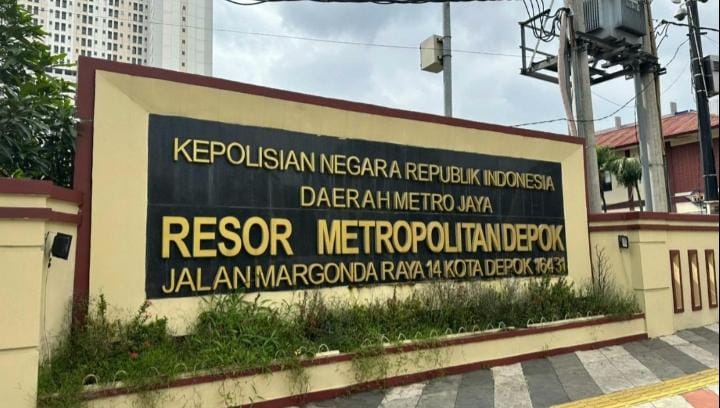 KEPOLISIAN NEGARA REPUBLIK INDONESIA
DAERAH METRO JAYA
RESOR METROPOLITAN DEPOK
JALAN MARGONDA RAYA 14 KOTA DEPOK 16431